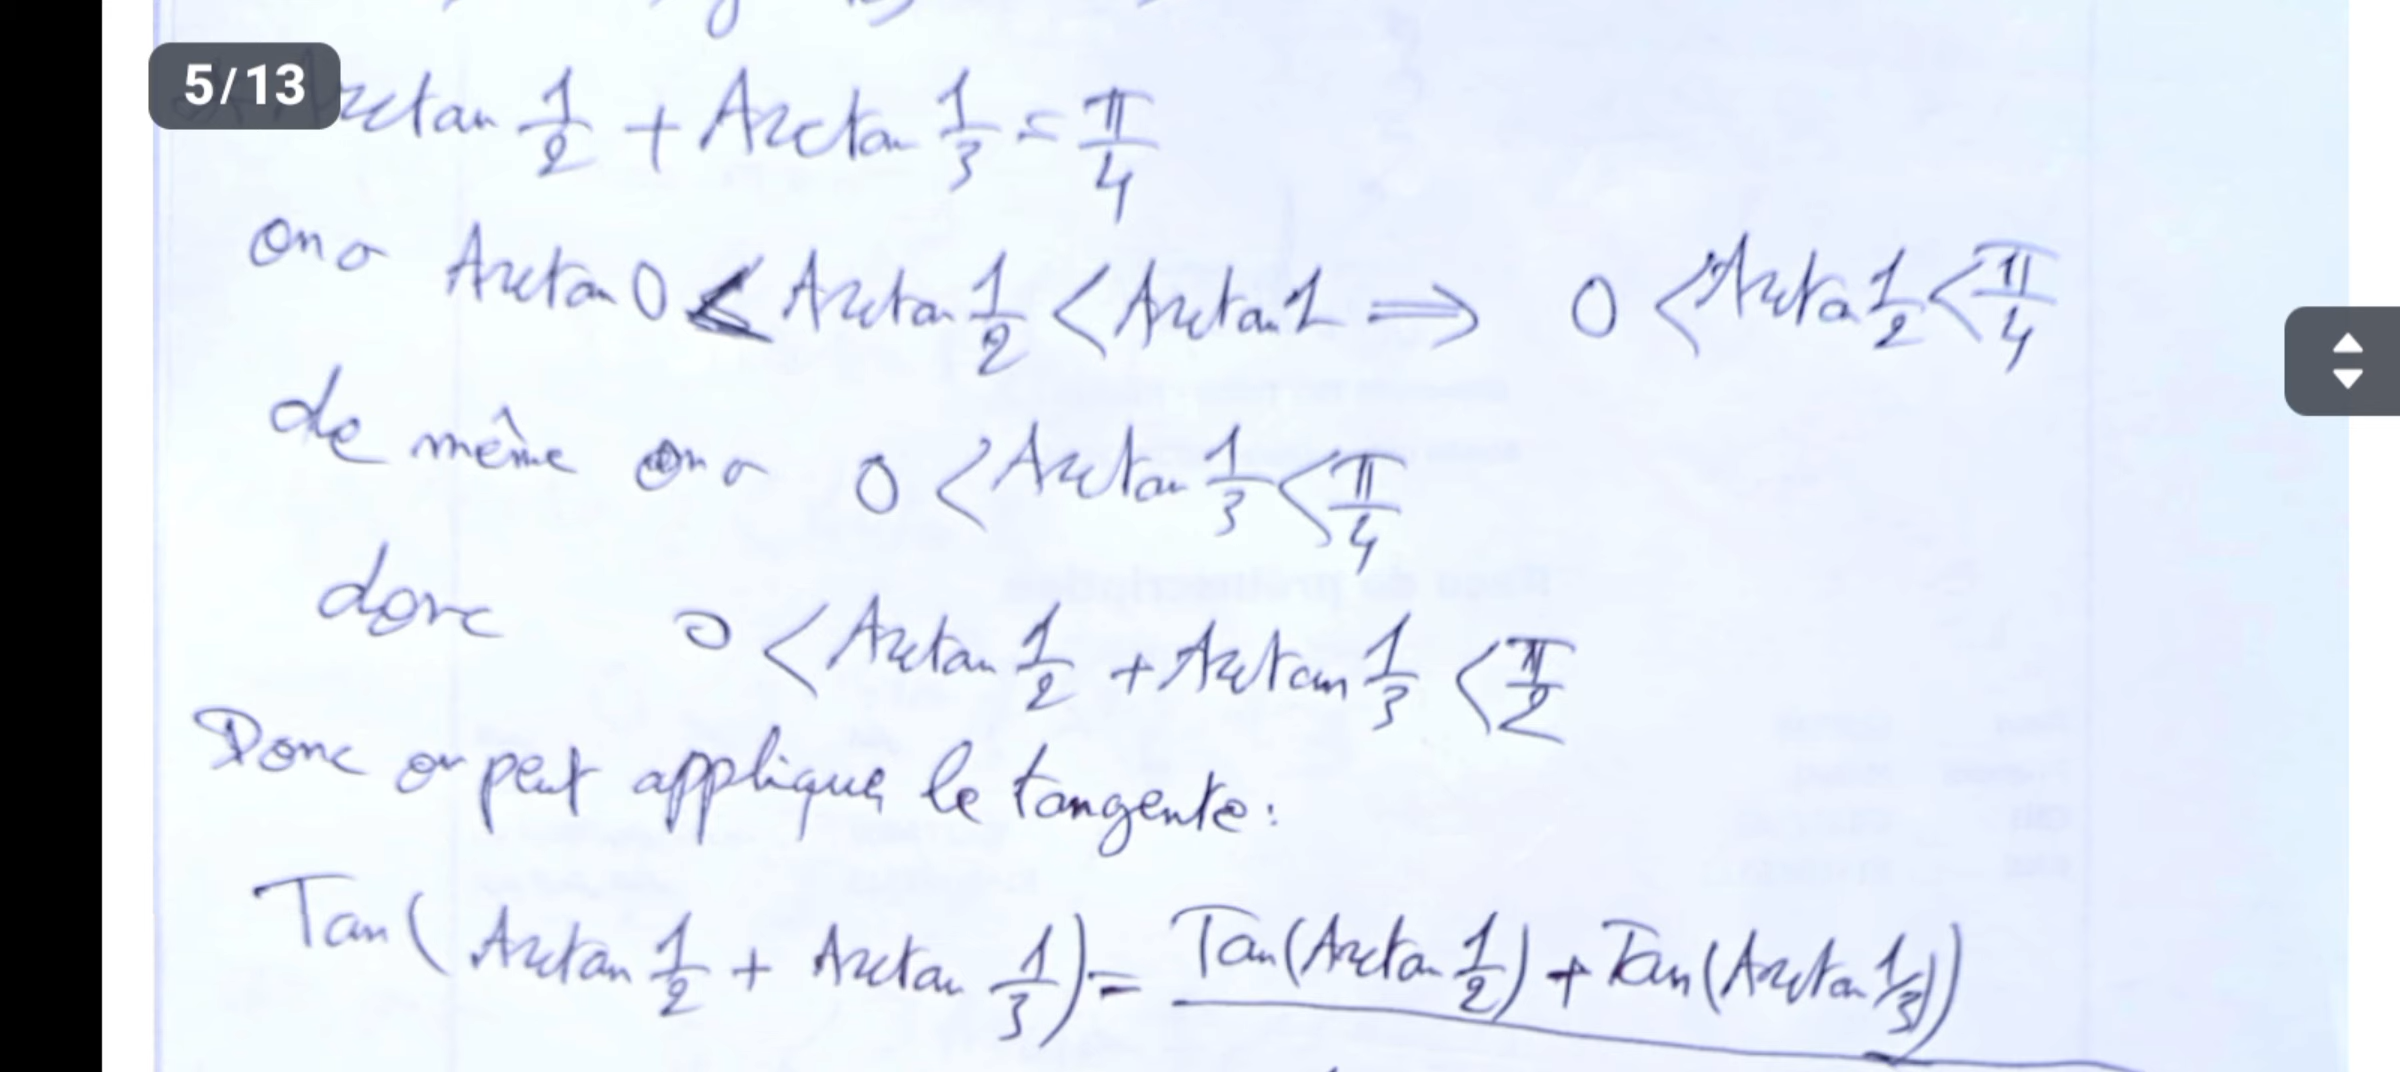 5/13
Arctan 1/2 + Arctan 1/3 = π/4
on a Arctan 0 < Arctan 1/2 < Arctan 1 ⇒ 0 < Arctan 1/2 < π/4
de même on a 0 < Arctan 1/3 < π/4
donc 0 < Arctan 1/2 + Arctan 1/3 < π/2
Donc on peut appliquer le tangente:
Tan( Arctan 1/2 + Arctan 1/3 ) = Tan(Arctan 1/2) + Tan(Arctan 1/3)